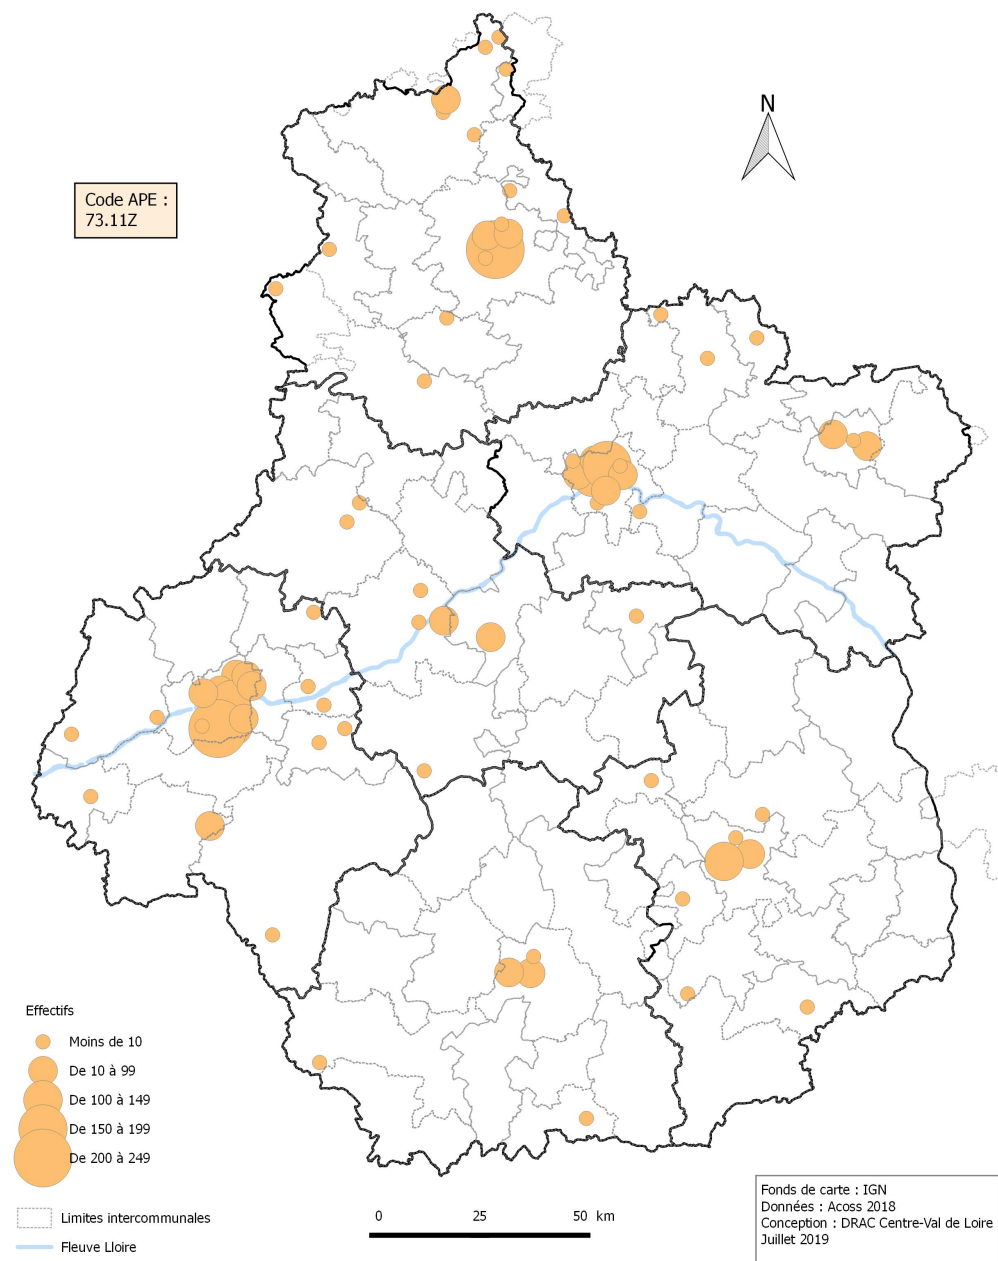 N
Code APE :
73.11Z
Effectifs
Moins de 10
De 10 à 99
De 100 à 149
De 150 à 199
De 200 à 249
Limites intercommunales
Fleuve Lloire
0 25 50 km
Fonds de carte : IGN
Données : Acoss 2018
Conception : DRAC Centre-Val de Loire
Juillet 2019